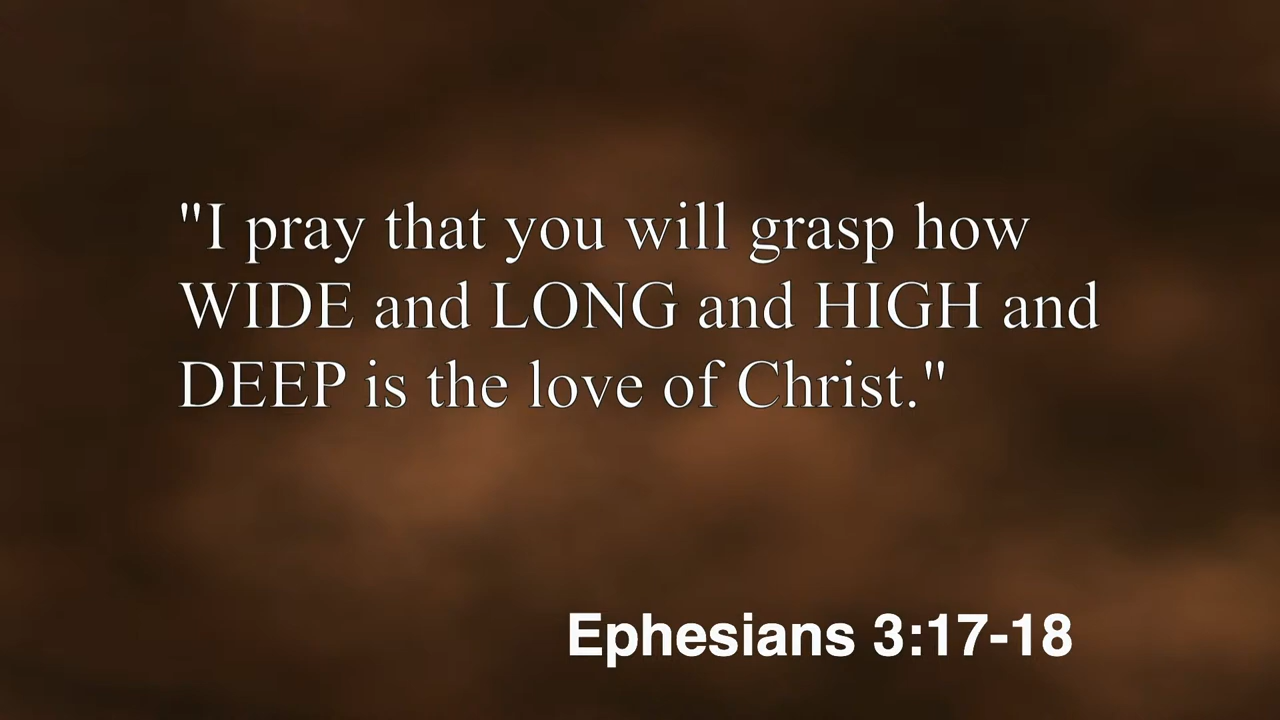 "I pray that you will grasp how
WIDE and LONG and HIGH and
DEEP is the love of Christ."
Ephesians 3:17-18